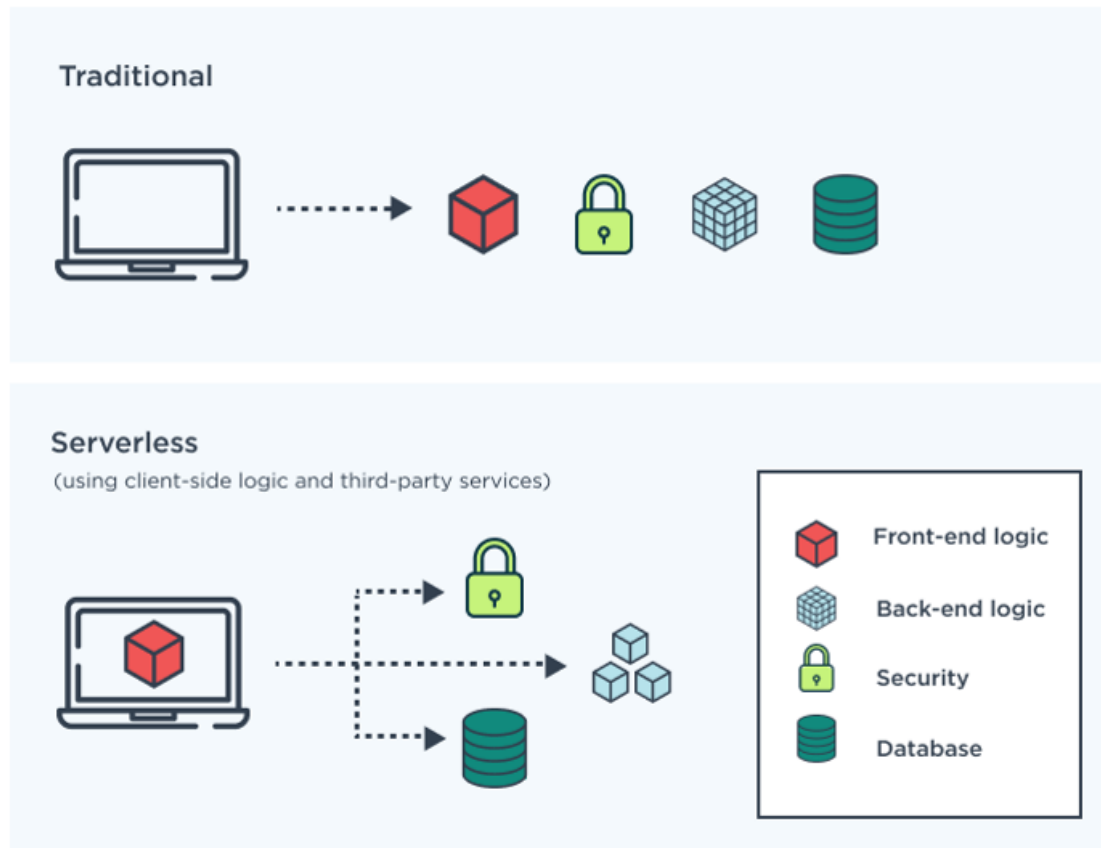 Traditional
Serverless
(using client-side logic and third-party services)
Front-end logic
Back-end logic
Security
Database